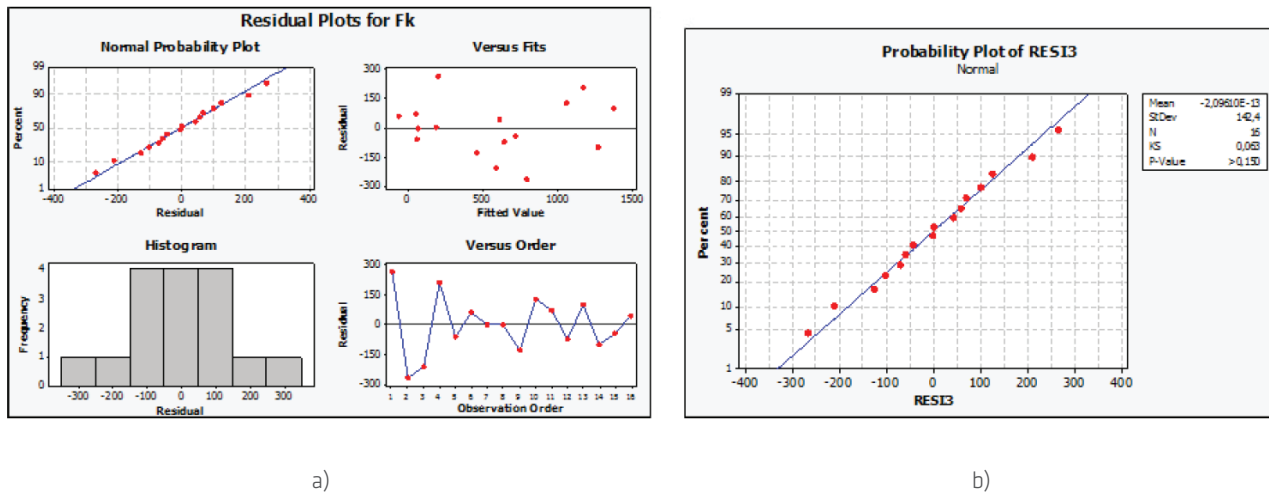 Residual Plots for Fk
Normal Probability Plot
Percent
99
90
50
10
1
-400 -200 0 200 400
Residual
Versus Fits
Residual
300
150
0
-150
-300
0 500 1000 1500
Fitted Value
Histogram
Frequency
4
3
2
1
0
-300 -200 -100 0 100 200 300
Residual
Versus Order
Residual
300
150
0
-150
-300
1 2 3 4 5 6 7 8 9 10 11 12 13 14 15 16
Observation Order
a)
Probability Plot of RESI3
Normal
Percent
99
95
90
80
70
60
50
40
30
20
10
5
1
-400 -300 -200 -100 0 100 200 300 400
RESI3
Mean -2,09610E-13
StDev 142,4
N 16
KS 0,063
P-Value >0,150
b)